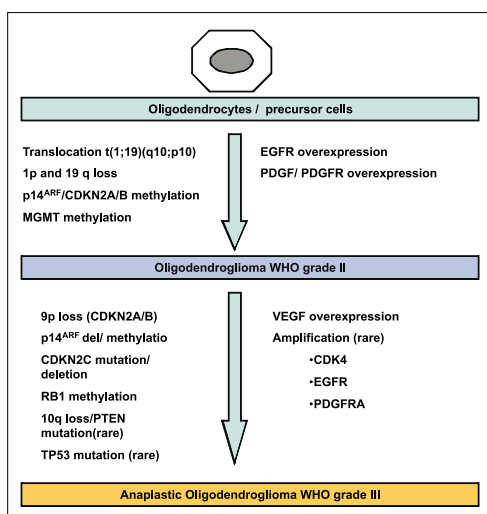 Oligodendrocytes / precursor cells
Translocation t(1;19)(q10;p10)
1p and 19 q loss
p14ARF/CDKN2A/B methylation
MGMT methylation
EGFR overexpression
PDGF/ PDGFR overexpression
Oligodendroglioma WHO grade II
9p loss (CDKN2A/B)
p14ARF del/ methylatio
CDKN2C mutation/
deletion
RB1 methylation
10q loss/PTEN
mutation(rare)
TP53 mutation (rare)
VEGF overexpression
Amplification (rare)
•CDK4
•EGFR
•PDGFRA
Anaplastic Oligodendroglioma WHO grade III